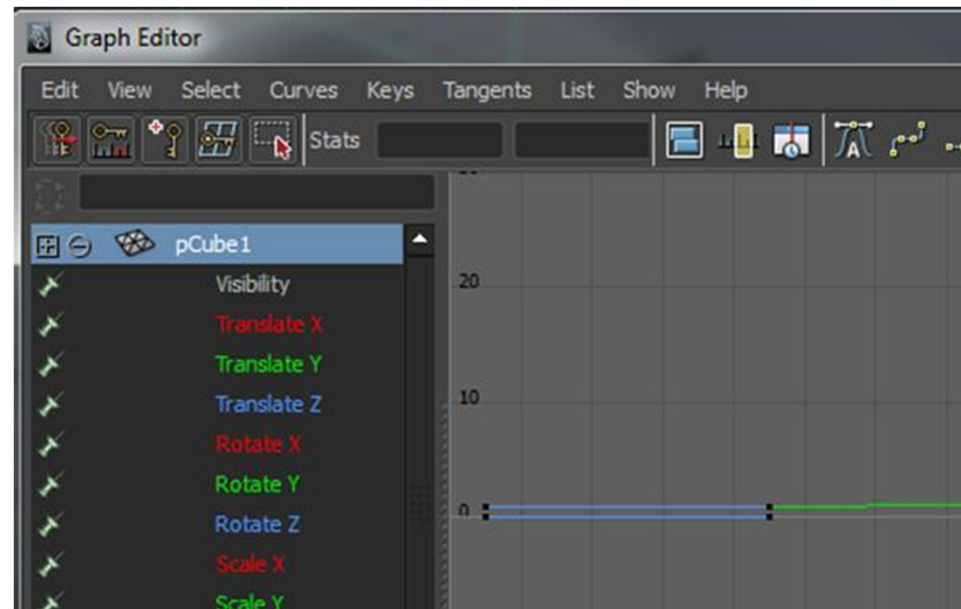 Graph Editor
Edit View Select Curves Keys Tangents List Show Help
Stats
pCube1
Visibility
Translate X
Translate Y
Translate Z
Rotate X
Rotate Y
Rotate Z
Scale X
Scale Y
20
10
0